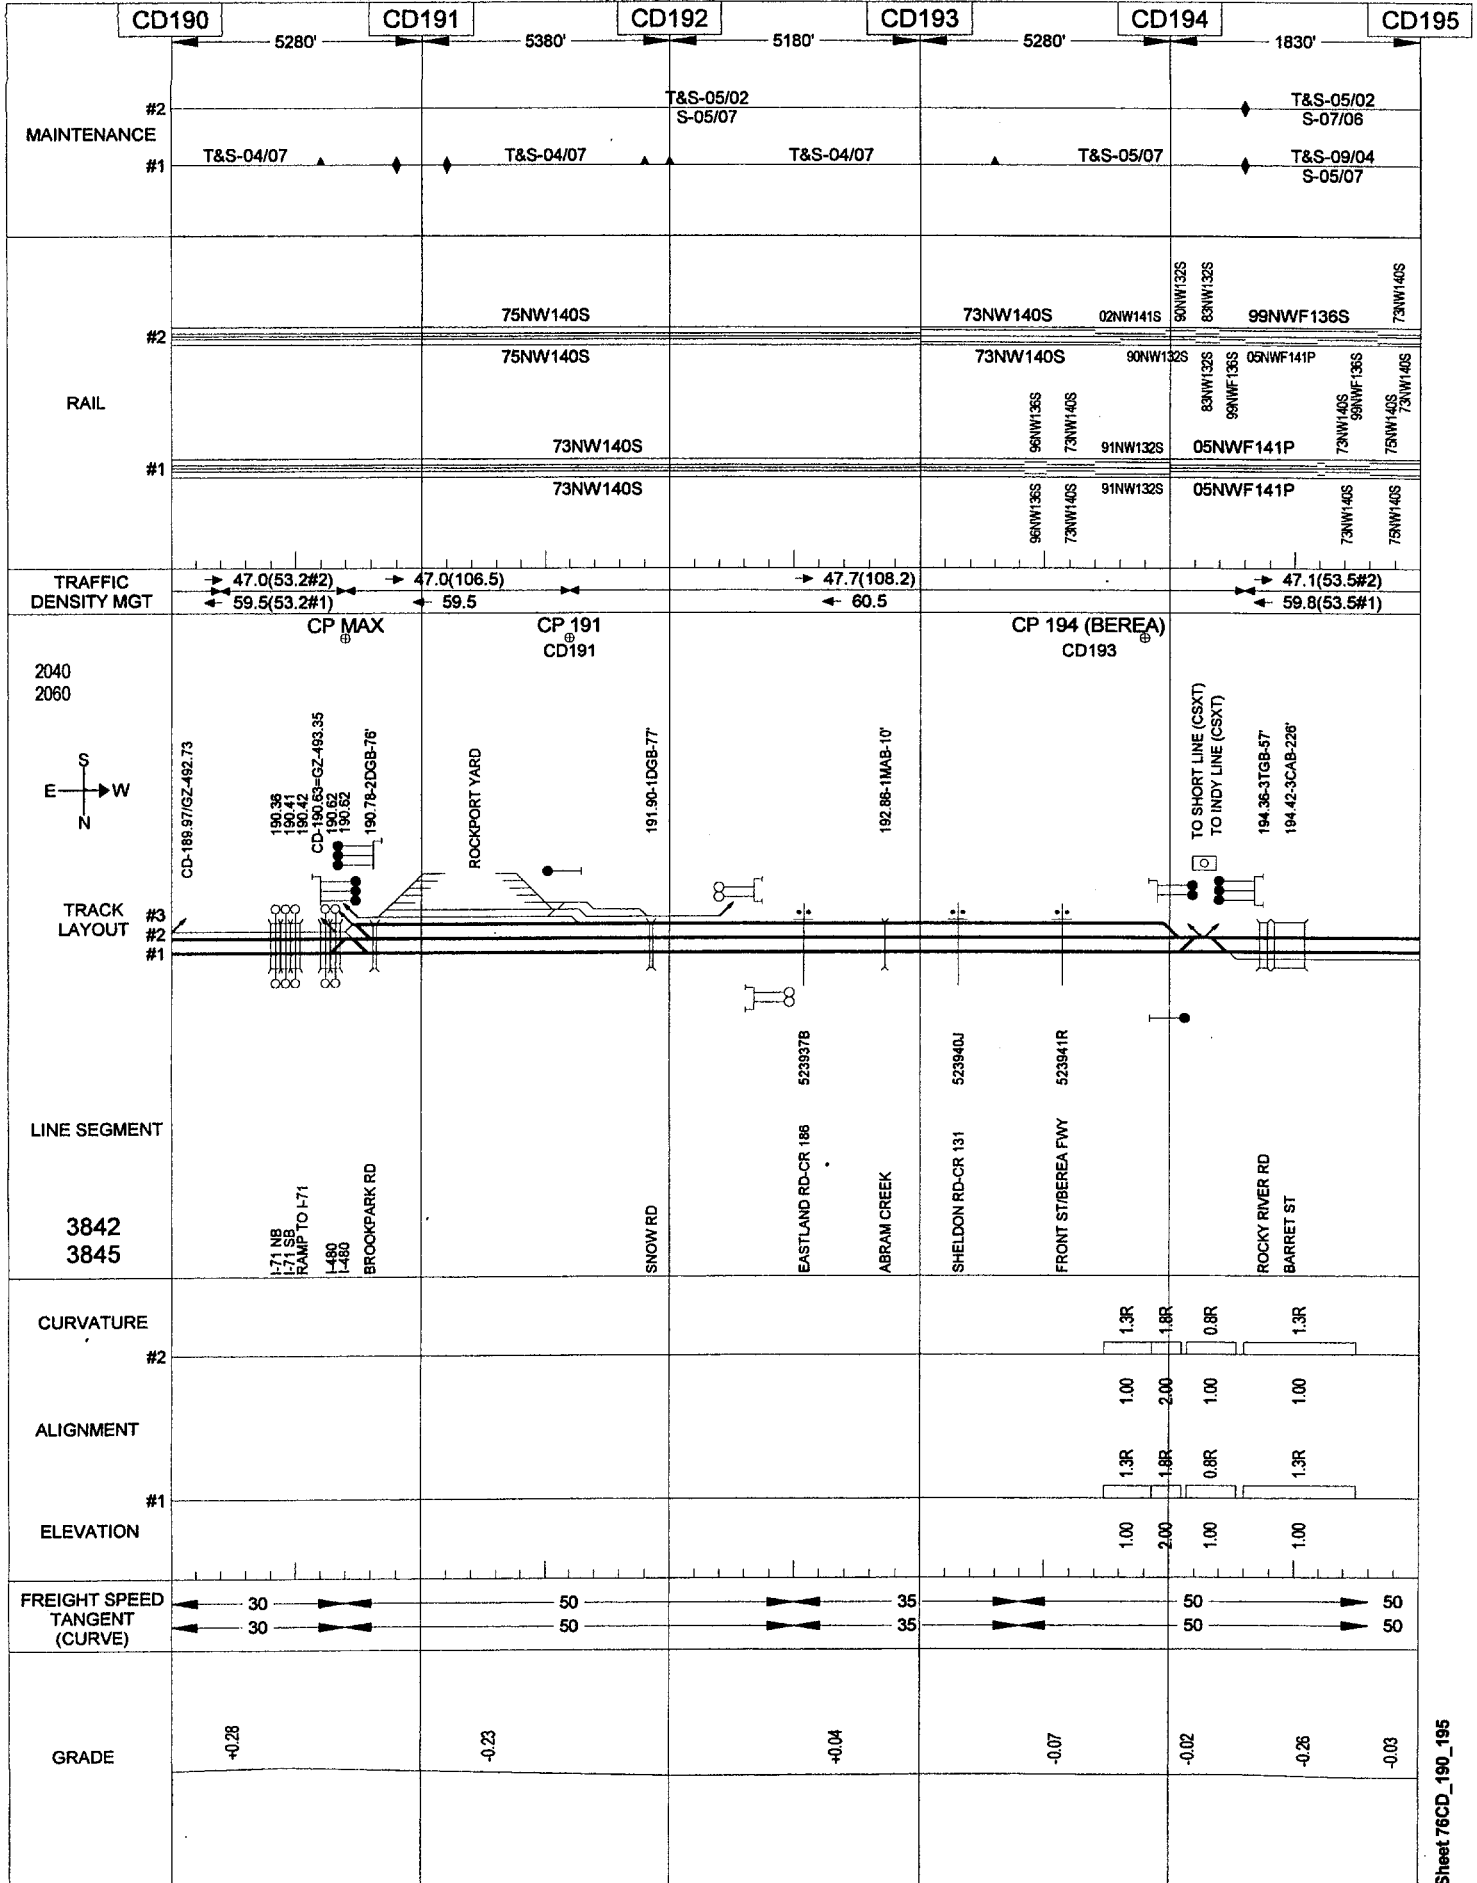 CD190 CD191 CD192 CD193 CD194 CD195
5280' 5380' 5180' 5280' 1830'
MAINTENANCE
#2 T&S-05/02 T&S-05/02
S-05/07 S-07/06
#1 T&S-04/07 T&S-04/07 T&S-04/07 T&S-05/07 T&S-09/04
S-05/07
RAIL
#2
75NW140S 73NW140S 02NW141S 90NW132S 83NW132S 99NWF136S 73NW140S
75NW140S 73NW140S 90NW132S 83NW132S 99NWF136S 05NWF141P 99NWF136S 73NW140S
#1
73NW140S 96NW136S 73NW140S 91NW132S 05NWF141P 73NW140S 75NW140S
73NW140S 96NW136S 73NW140S 91NW132S 05NWF141P 73NW140S 75NW140S
TRAFFIC
DENSITY MGT
47.0(53.2#2) 47.0(106.5) 47.7(108.2) 47.1(53.5#2)
59.5(53.2#1) 59.5 60.5 59.8(53.5#1)
CP MAX CP 191 CP 194 (BEREA)
CD191 CD193
2040
2060
S
E W
N
CD-189.97/GZ-492.73
190.36
190.41
190.42
CD-190.63=GZ-493.35
190.62
190.62
190.78-2DGB-76'
ROCKPORT YARD
191.90-1DGB-77'
192.86-1MAB-10'
TO SHORT LINE (CSXT)
TO INDY LINE (CSXT)
194.36-3TGB-57'
194.42-3CAB-226'
TRACK
LAYOUT
#3
#2
#1
LINE SEGMENT
3842
3845
I-71 NB
I-71 SB
RAMP TO I-71
I-480
I-480
BROOKPARK RD
SNOW RD
EASTLAND RD-CR 186 523937B
ABRAM CREEK
SHELDON RD-CR 131 523940J
FRONT ST/BEREA FWY 523941R
ROCKY RIVER RD
BARRET ST
CURVATURE
#2
1.3R 1.8R 0.8R 1.3R
1.00 2.00 1.00 1.00
ALIGNMENT
#1
1.3R 1.8R 0.8R 1.3R
ELEVATION
1.00 2.00 1.00 1.00
FREIGHT SPEED
TANGENT
(CURVE)
30 50 35 50 50
30 50 35 50 50
GRADE
+0.28 -0.23 +0.04 -0.07 -0.02 -0.26 -0.03
Sheet 76CD_190_195